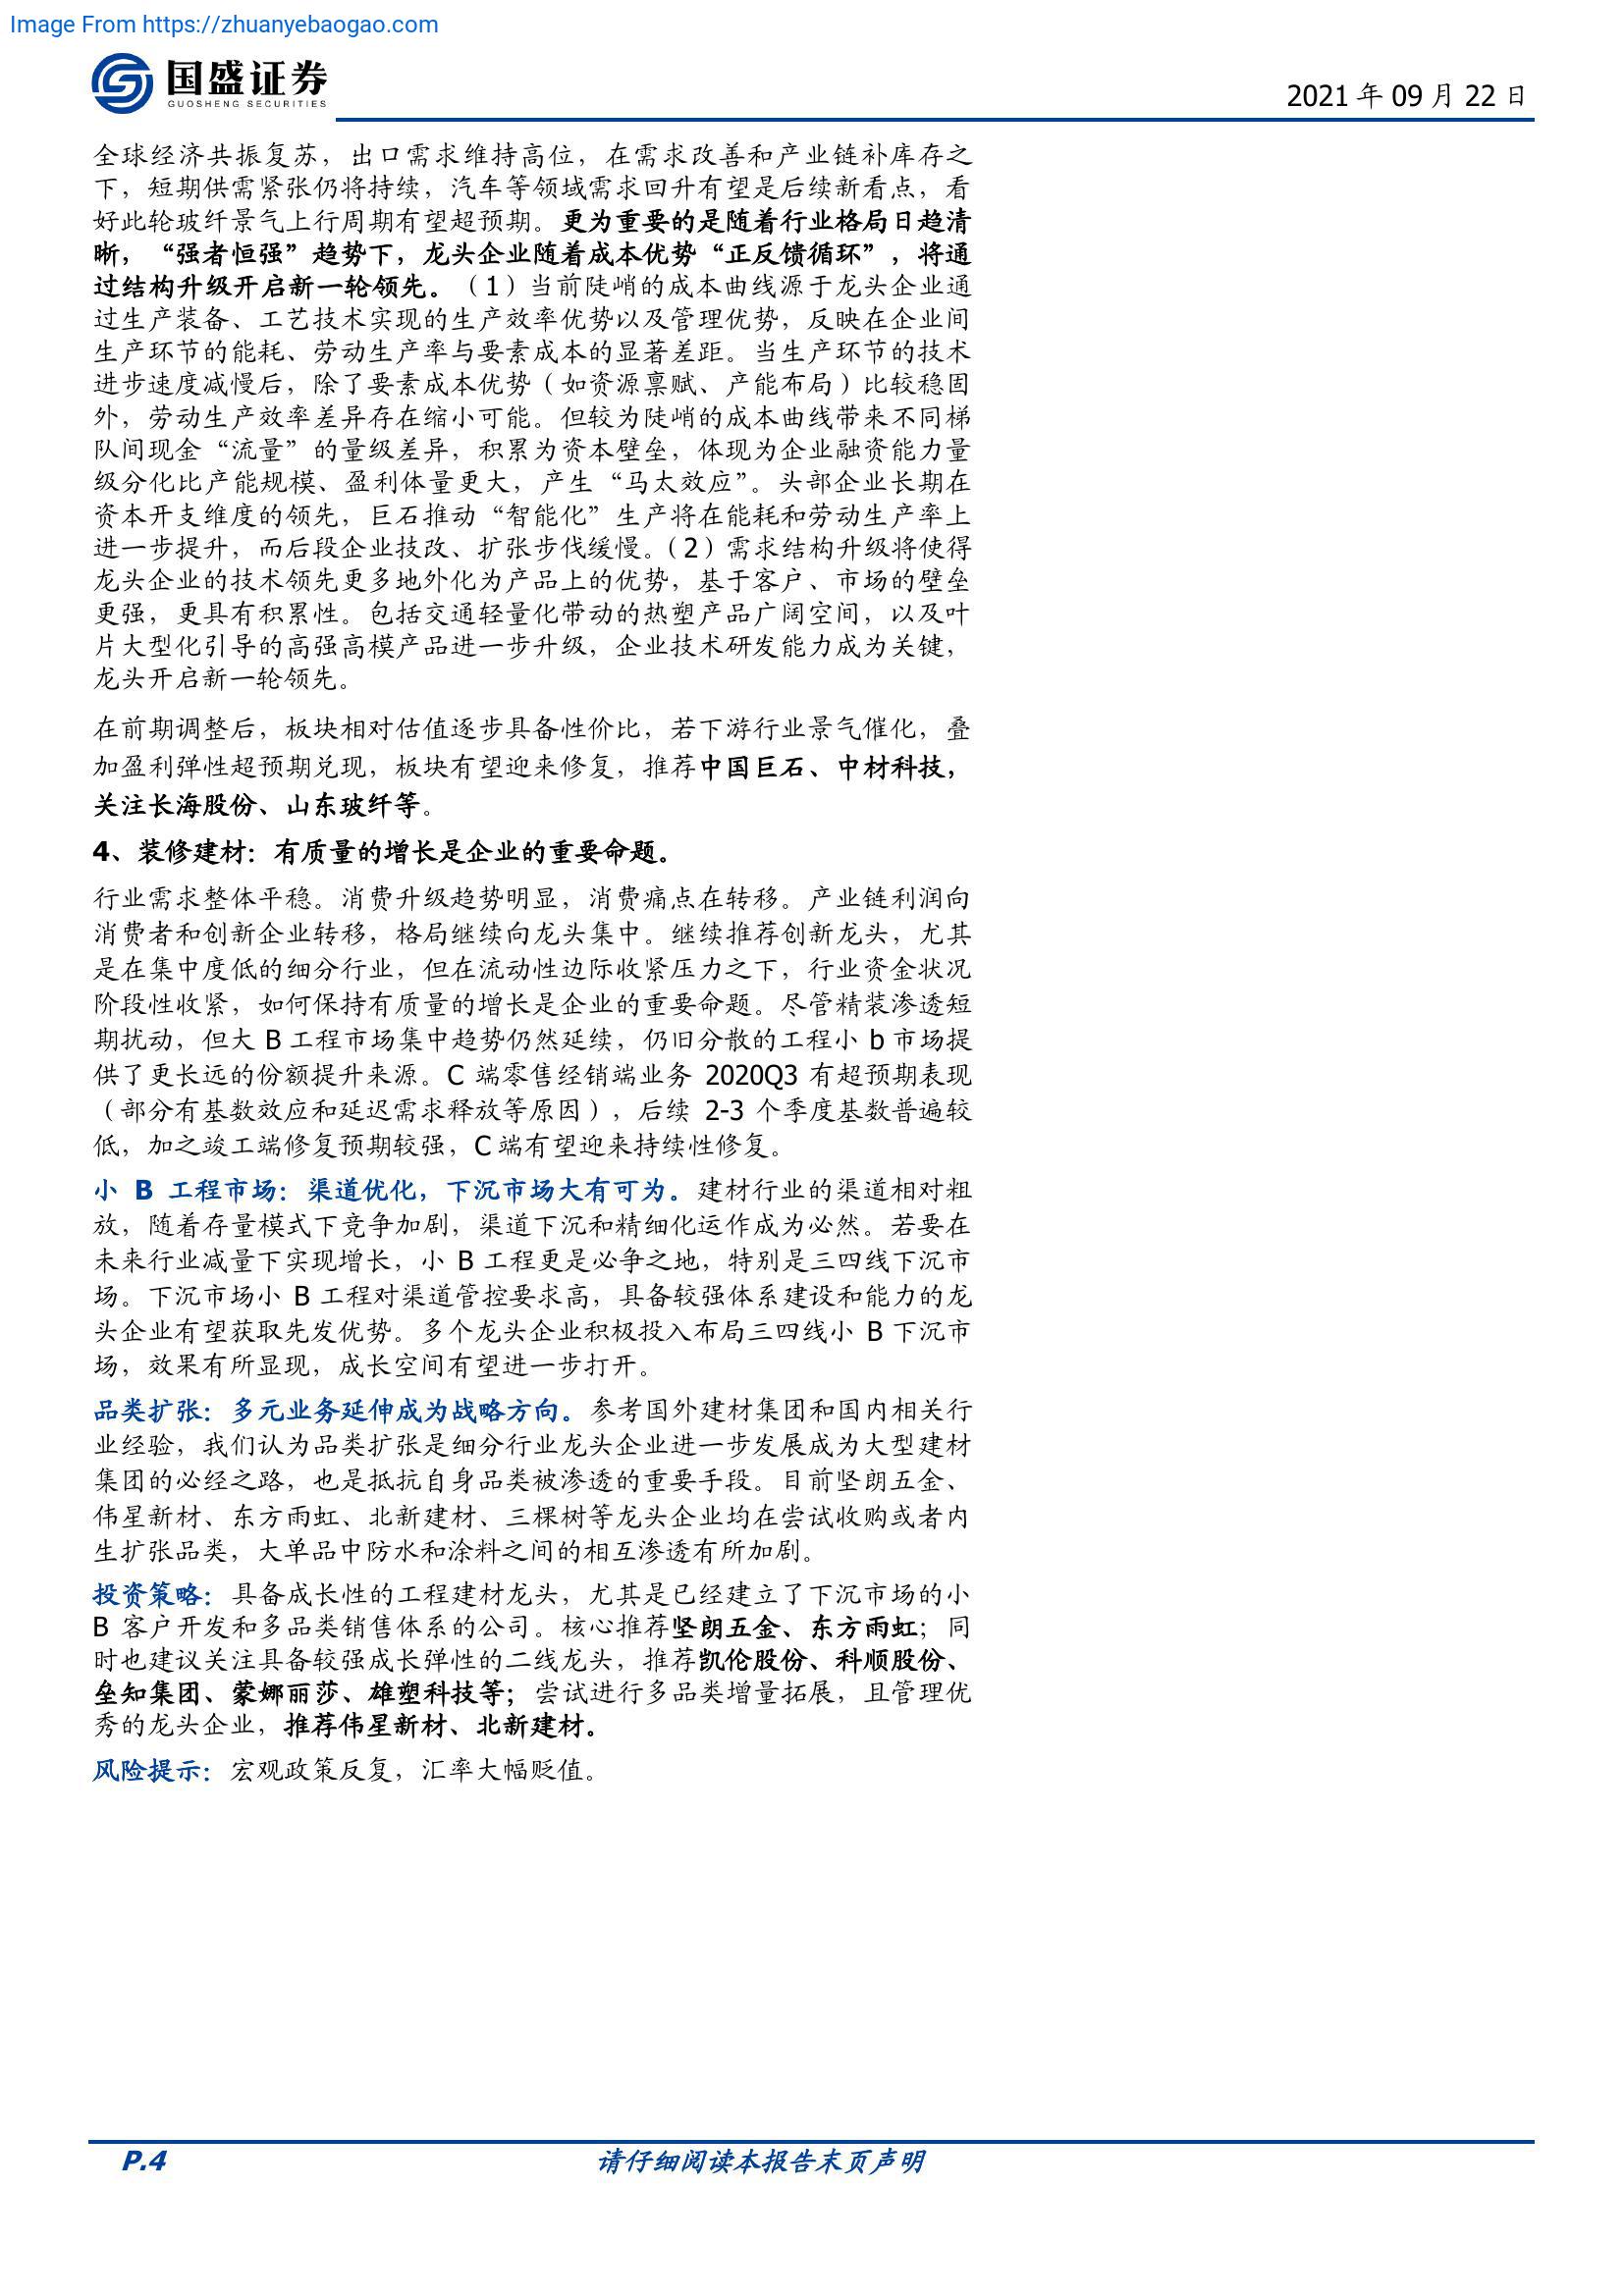 Image From https://zhuanyebaogao.com
国盛证券
GUOSHENG SECURITIES
2021 年 09 月 22 日
全球经济共振复苏，出口需求维持高位，在需求改善和产业链补库存之
下，短期供需紧张仍将持续，汽车等领域需求回升有望是后续新看点，看
好此轮玻纤景气上行周期有望超预期。更为重要的是随着行业格局日趋清
晰，“强者恒强”趋势下，龙头企业随着成本优势“正反馈循环”，将通
过结构升级开启新一轮领先。（1）当前陡峭的成本曲线源于龙头企业通
过生产装备、工艺技术实现的生产效率优势以及管理优势，反映在企业间
生产环节的能耗、劳动生产率与要素成本的显著差距。当生产环节的技术
进步速度减慢后，除了要素成本优势（如资源禀赋、产能布局）比较稳固
外，劳动生产效率差异存在缩小可能。但较为陡峭的成本曲线带来不同梯
队间现金“流量”的量级差异，积累为资本壁垒，体现为企业融资能力量
级分化比产能规模、盈利体量更大，产生“马太效应”。头部企业长期在
资本开支维度的领先，巨石推动“智能化”生产将在能耗和劳动生产率上
进一步提升，而后段企业技改、扩张步伐缓慢。（2）需求结构升级将使得
龙头企业的技术领先更多地外化为产品上的优势，基于客户、市场的壁垒
更强，更具有积累性。包括交通轻量化带动的热塑产品广阔空间，以及叶
片大型化引导的高强高模产品进一步升级，企业技术研发能力成为关键，
龙头开启新一轮领先。
在前期调整后，板块相对估值逐步具备性价比，若下游行业景气催化，叠
加盈利弹性超预期兑现，板块有望迎来修复，推荐中国巨石、中材科技，
关注长海股份、山东玻纤等。
4、装修建材：有质量的增长是企业的重要命题。
行业需求整体平稳。消费升级趋势明显，消费痛点在转移。产业链利润向
消费者和创新企业转移，格局继续向龙头集中。继续推荐创新龙头，尤其
是在集中度低的细分行业，但在流动性边际收紧压力之下，行业资金状况
阶段性收紧，如何保持有质量的增长是企业的重要命题。尽管精装渗透短
期扰动，但大 B 工程市场集中趋势仍然延续，仍旧分散的工程小 b 市场提
供了更长远的份额提升来源。C 端零售经销端业务 2020Q3 有超预期表现
（部分有基数效应和延迟需求释放等原因），后续 2-3 个季度基数普遍较
低，加之竣工端修复预期较强，C 端有望迎来持续性修复。
小 B 工程市场：渠道优化，下沉市场大有可为。建材行业的渠道相对粗
放，随着存量模式下竞争加剧，渠道下沉和精细化运作成为必然。若要在
未来行业减量下实现增长，小 B 工程更是必争之地，特别是三四线下沉市
场。下沉市场小 B 工程对渠道管控要求高，具备较强体系建设和能力的龙
头企业有望获取先发优势。多个龙头企业积极投入布局三四线小 B 下沉市
场，效果有所显现，成长空间有望进一步打开。
品类扩张：多元业务延伸成为战略方向。参考国外建材集团和国内相关行
业经验，我们认为品类扩张是细分行业龙头企业进一步发展成为大型建材
集团的必经之路，也是抵抗自身品类被渗透的重要手段。目前坚朗五金、
伟星新材、东方雨虹、北新建材、三棵树等龙头企业均在尝试收购或者内
生扩张品类，大单品中防水和涂料之间的相互渗透有所加剧。
投资策略：具备成长性的工程建材龙头，尤其是已经建立了下沉市场的小
B 客户开发和多品类销售体系的公司。核心推荐坚朗五金、东方雨虹；同
时也建议关注具备较强成长弹性的二线龙头，推荐凯伦股份、科顺股份、
垒知集团、蒙娜丽莎、雄塑科技等；尝试进行多品类增量拓展，且管理优
秀的龙头企业，推荐伟星新材、北新建材。
风险提示：宏观政策反复，汇率大幅贬值。
P.4
请仔细阅读本报告末页声明